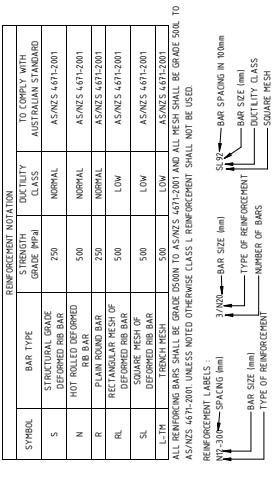 REINFORCEMENT NOTATION
SYMBOL BAR TYPE STRENGTH GRADE MPa) DUCTILITY CLASS TO COMPLY WITH AUSTRALIAN STANDARD
S STRUCTURAL GRADE DEFORMED RIB BAR 250 NORMAL AS/NZS 4671-2001
N HOT ROLLED DEFORMED RIB BAR 500 NORMAL AS/NZS 4671-2001
R PLAIN ROUND BAR 250 NORMAL AS/NZS 4671-2001
RL RECTANGULAR MESH OF DEFORMED RIB BAR 500 LOW AS/NZS 4671-2001
SL SQUARE MESH OF DEFORMED RIB BAR 500 LOW AS/NZS 4671-2001
L-TM TRENCH MESH 500 LOW AS/NZS 4671-2001
ALL REINFORCING BARS SHALL BE GRADE D500N TO AS/NZS 4671-2001 AND ALL MESH SHALL BE GRADE 500L TO
AS/NZS 4671-2001. UNLESS NOTED OTHERWISE CLASS L REINFORCEMENT SHALL NOT BE USED.
REINFORCEMENT LABELS :
N12-300 SPACING (mm)
BAR SIZE (mm)
TYPE OF REINFORCEMENT
3/N20 BAR SIZE (mm)
TYPE OF REINFORCEMENT
NUMBER OF BARS
SL92 BAR SPACING IN 100mm
BAR SIZE (mm)
DUCTILITY CLASS
SQUARE MESH